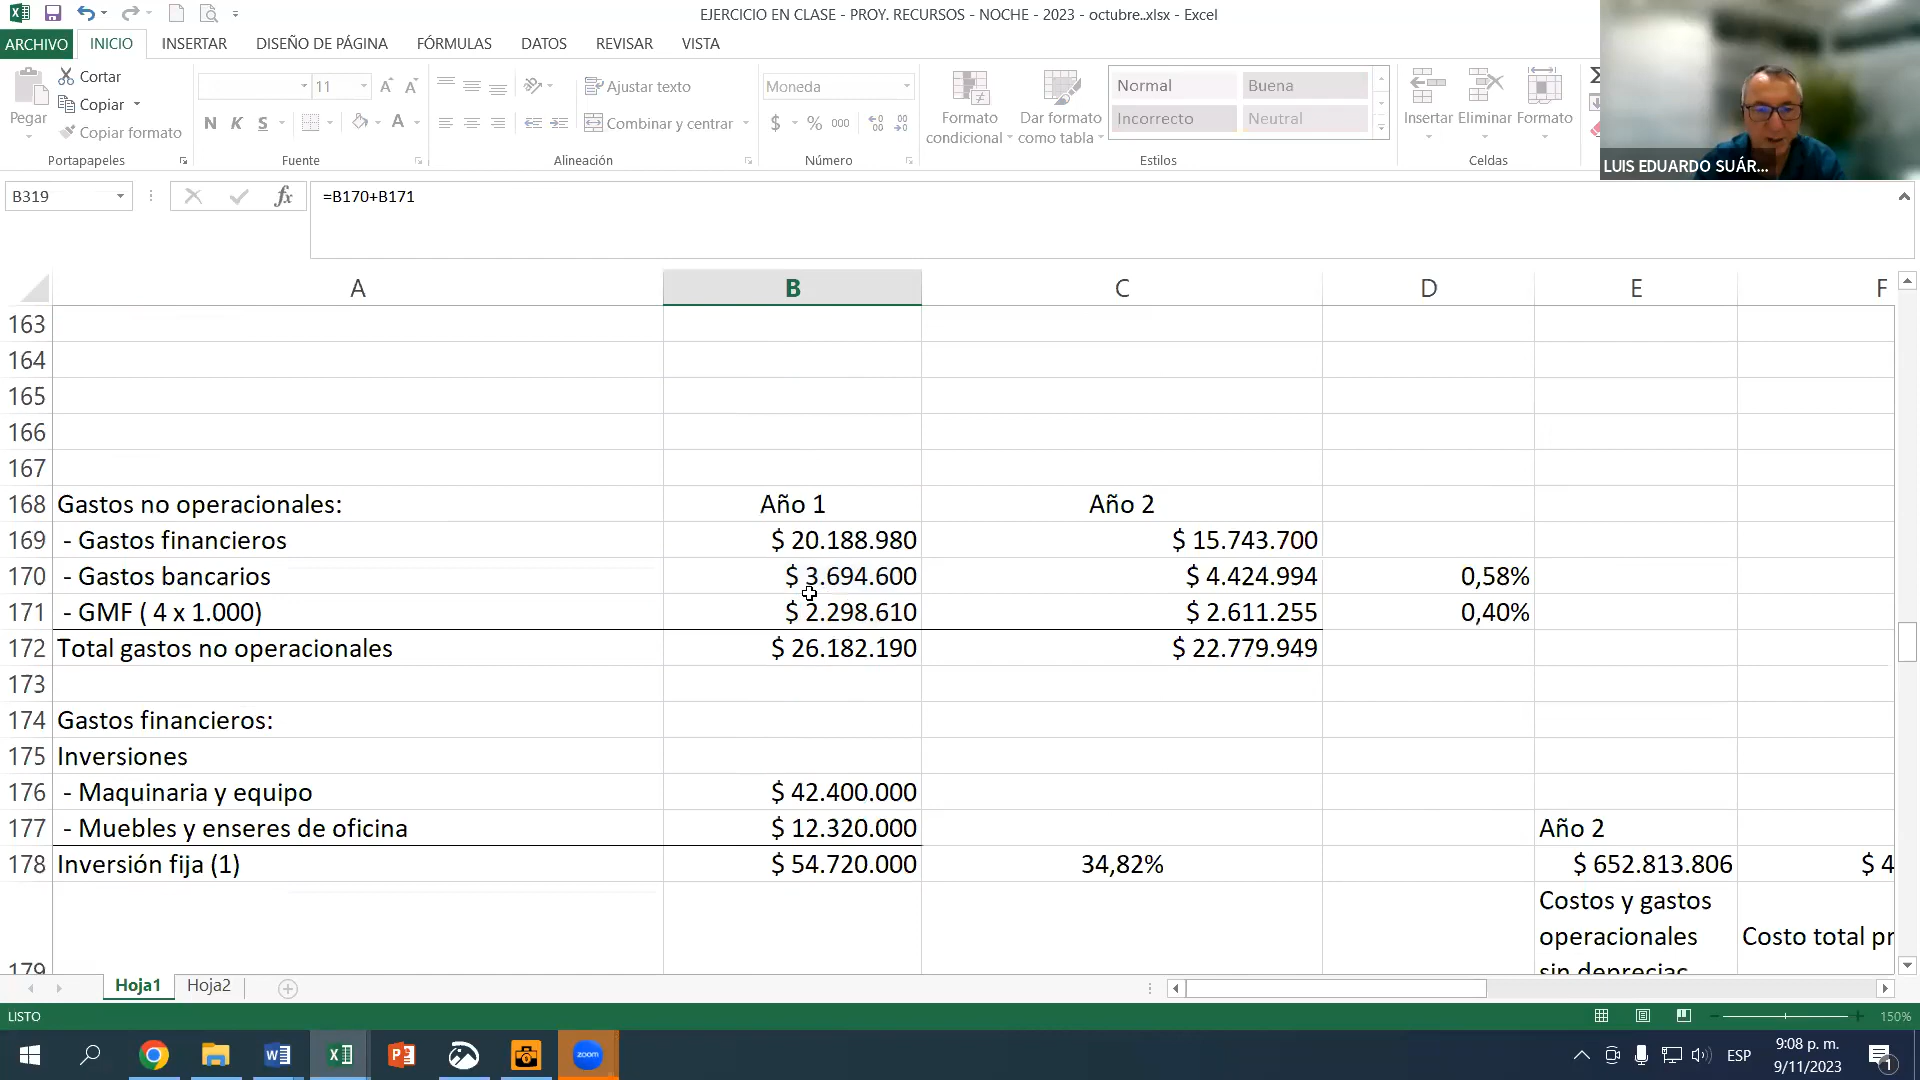 EJERCICIO EN CLASE - PROY. RECURSOS - NOCHE - 2023 - octubre..xlsx - Excel
ARCHIVO INICIO INSERTAR DISEÑO DE PÁGINA FÓRMULAS DATOS REVISAR VISTA
Pegar
Cortar
Copiar
Copiar formato
Portapapeles
11 A A
N K S A
Fuente
Ajustar texto
Combinar y centrar
Alineación
Moneda
$ % 000
Número
Formato condicional
Dar formato como tabla
Normal Buena
Incorrecto Neutral
Estilos
Insertar Eliminar Formato
Celdas
LUIS EDUARDO SUÁR...
B319 fx =B170+B171
A B C D E F
163
164
165
166
167
168 Gastos no operacionales: Año 1 Año 2
169 - Gastos financieros $ 20.188.980 $ 15.743.700
170 - Gastos bancarios $ 3.694.600 $ 4.424.994 0,58%
171 - GMF ( 4 x 1.000) $ 2.298.610 $ 2.611.255 0,40%
172 Total gastos no operacionales $ 26.182.190 $ 22.779.949
173
174 Gastos financieros:
175 Inversiones
176 - Maquinaria y equipo $ 42.400.000
177 - Muebles y enseres de oficina $ 12.320.000 Año 2
178 Inversión fija (1) $ 54.720.000 34,82% $ 652.813.806 $ 4
Costos y gastos
operacionales Costo total pr
179 sin depreciac
Hoja1 Hoja2
LISTO 150%
zoom
ESP
9:08 p. m.
9/11/2023
1